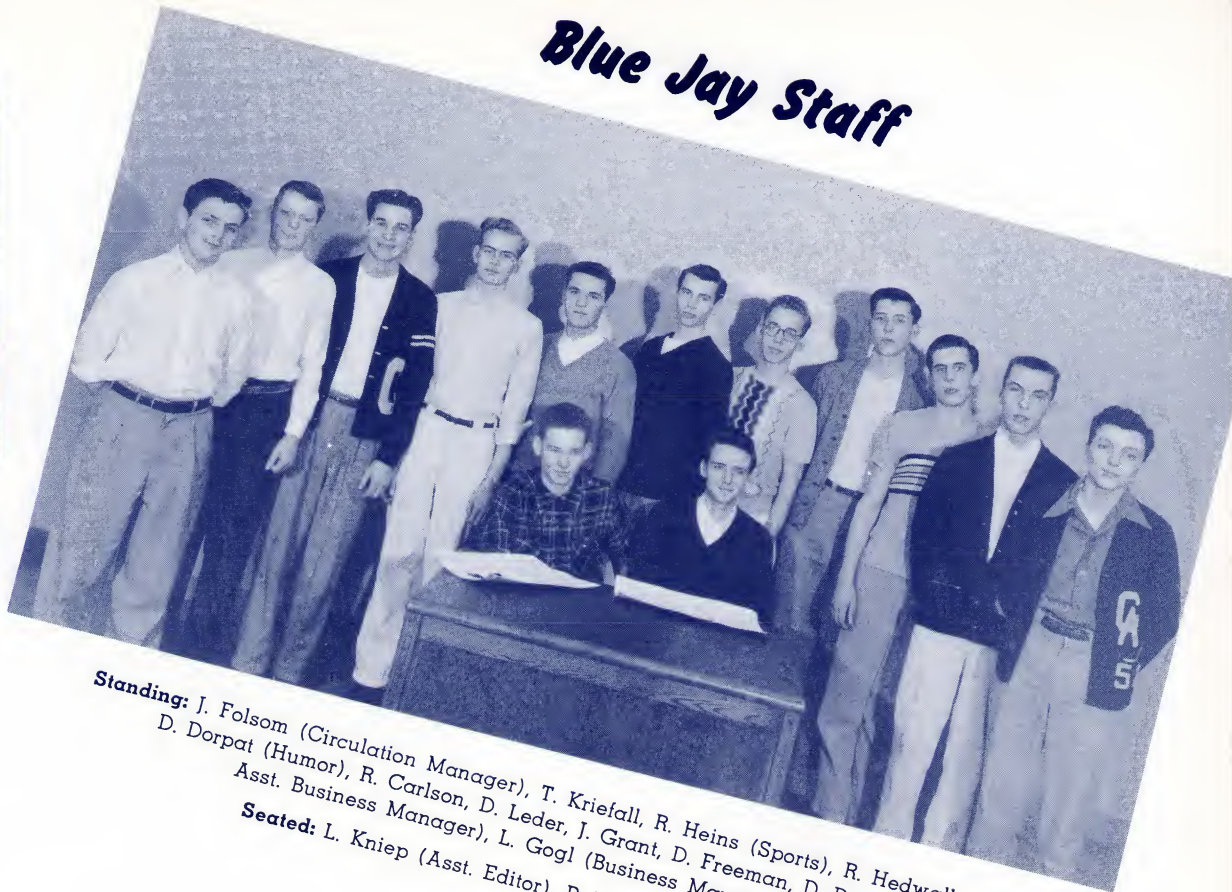 Blue Jay Staff
C
C
5
Standing: J. Folsom (Circulation Manager), T. Kriefall, R. Heins (Sports), R.
D. Dorpat (Humor), R. Carlson, D. Leder, J. Grant, D. Freeman, D.
Asst. Business Manager), L. Gogl (Business
Seated: L. Kniep (Asst. Editor),